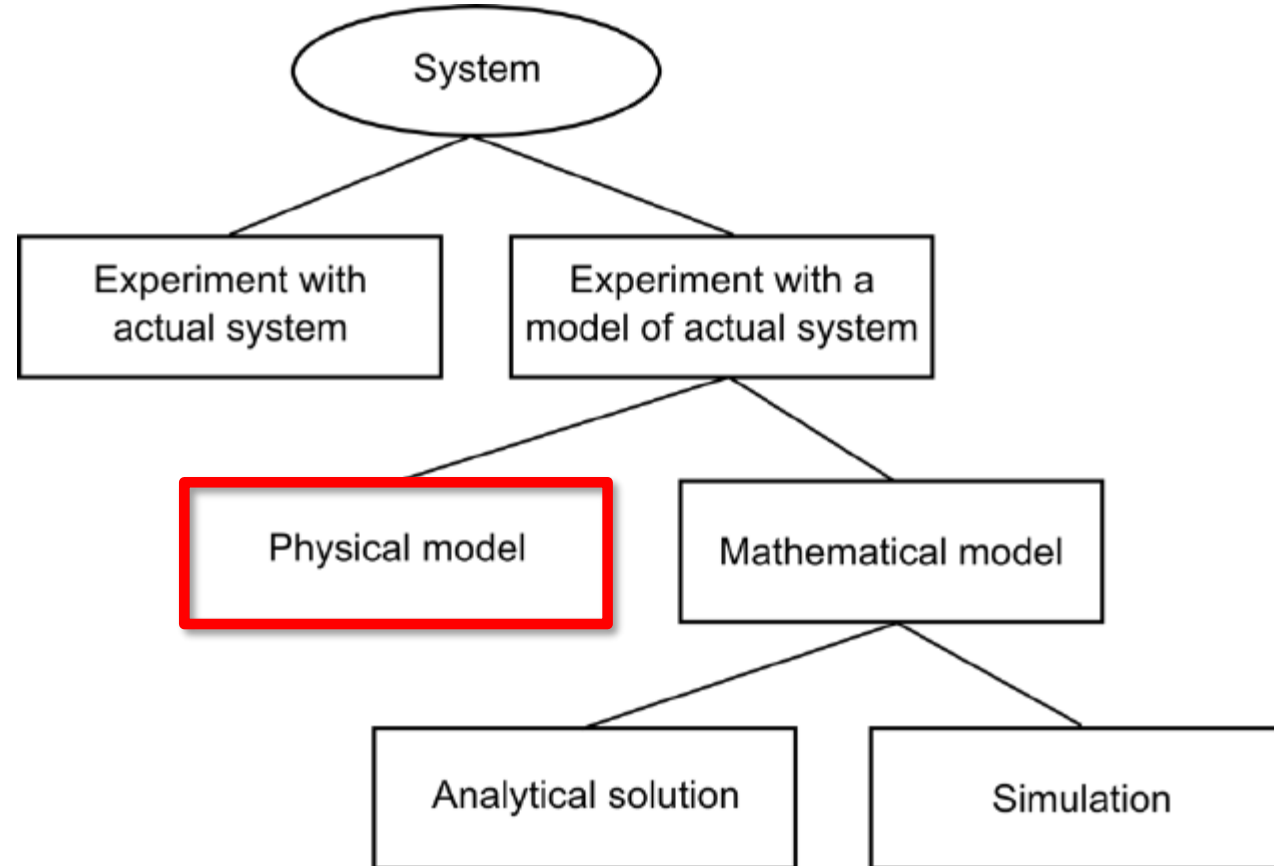 System
Experiment with
actual system
Experiment with a
model of actual system
Physical model
Mathematical model
Analytical solution
Simulation